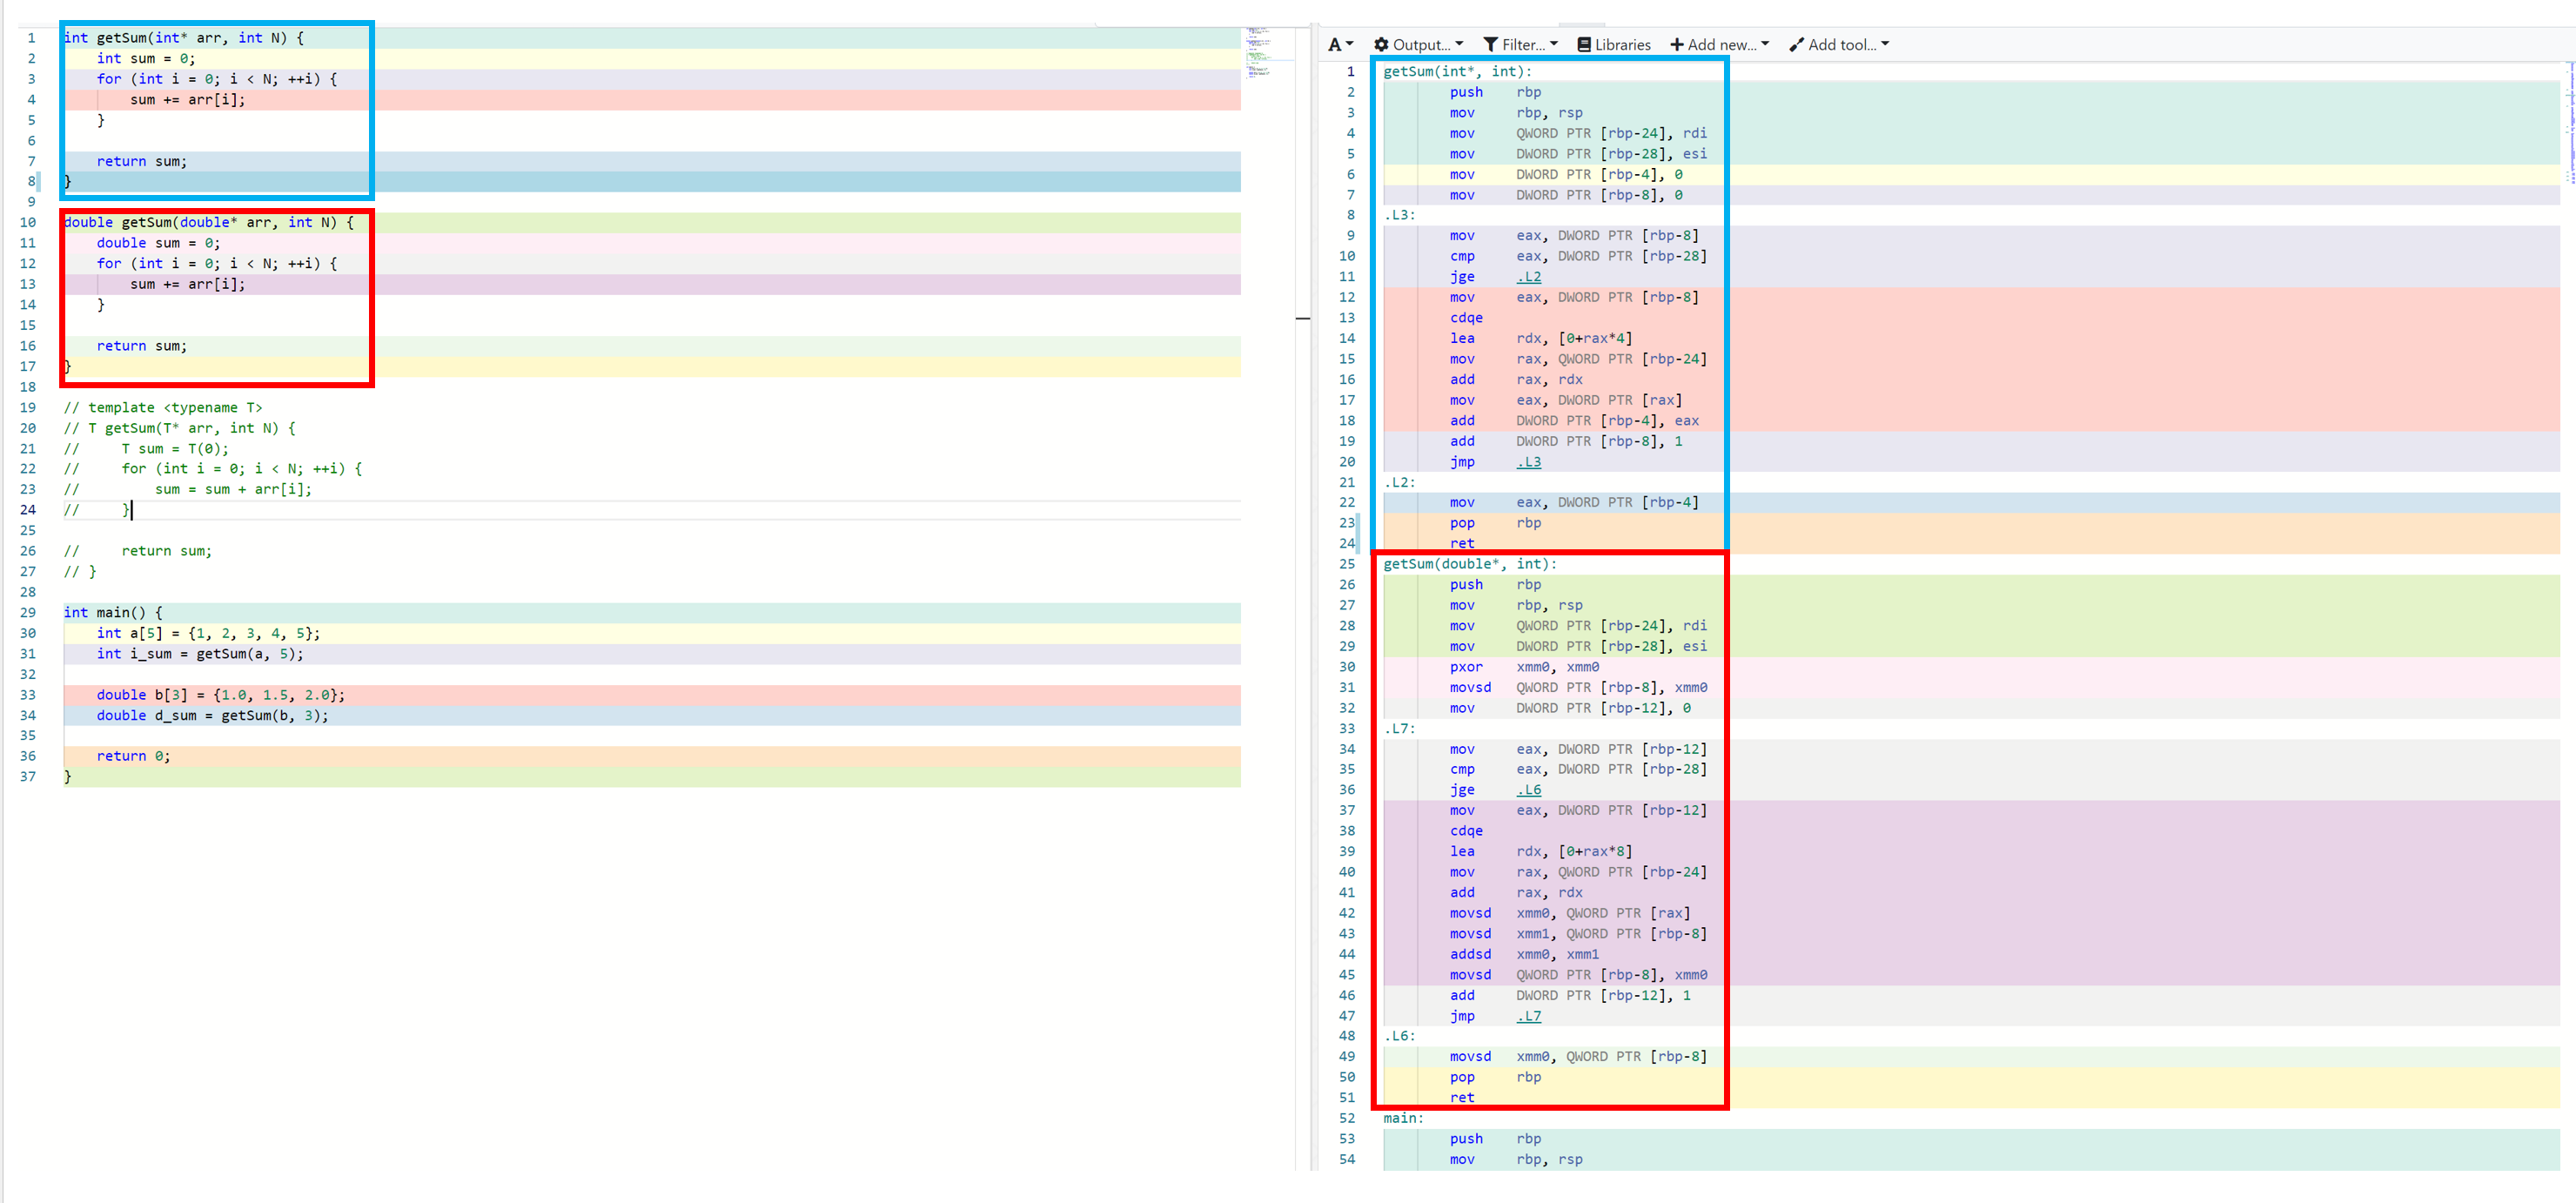 1 int getSum(int* arr, int N) {
2     int sum = 0;
3     for (int i = 0; i < N; ++i) {
4         sum += arr[i];
5     }
6
7     return sum;
8 }
9
10 double getSum(double* arr, int N) {
11     double sum = 0;
12     for (int i = 0; i < N; ++i) {
13         sum += arr[i];
14     }
15
16     return sum;
17 }
18
19 // template <typename T>
20 // T getSum(T* arr, int N) {
21 //     T sum = T(0);
22 //     for (int i = 0; i < N; ++i) {
23 //         sum = sum + arr[i];
24 //     }
25
26 //     return sum;
27 // }
28
29 int main() {
30     int a[5] = {1, 2, 3, 4, 5};
31     int i_sum = getSum(a, 5);
32
33     double b[3] = {1.0, 1.5, 2.0};
34     double d_sum = getSum(b, 3);
35
36     return 0;
37 }
A Output... Filter... Libraries Add new... Add tool...
1 getSum(int*, int):
2         push    rbp
3         mov     rbp, rsp
4         mov     QWORD PTR [rbp-24], rdi
5         mov     DWORD PTR [rbp-28], esi
6         mov     DWORD PTR [rbp-4], 0
7         mov     DWORD PTR [rbp-8], 0
8 .L3:
9         mov     eax, DWORD PTR [rbp-8]
10         cmp     eax, DWORD PTR [rbp-28]
11         jge     .L2
12         mov     eax, DWORD PTR [rbp-8]
13         cdqe
14         lea     rdx, [0+rax*4]
15         mov     rax, QWORD PTR [rbp-24]
16         add     rax, rdx
17         mov     eax, DWORD PTR [rax]
18         add     DWORD PTR [rbp-4], eax
19         add     DWORD PTR [rbp-8], 1
20         jmp     .L3
21 .L2:
22         mov     eax, DWORD PTR [rbp-4]
23         pop     rbp
24         ret
25 getSum(double*, int):
26         push    rbp
27         mov     rbp, rsp
28         mov     QWORD PTR [rbp-24], rdi
29         mov     DWORD PTR [rbp-28], esi
30         pxor    xmm0, xmm0
31         movsd   QWORD PTR [rbp-8], xmm0
32         mov     DWORD PTR [rbp-12], 0
33 .L7:
34         mov     eax, DWORD PTR [rbp-12]
35         cmp     eax, DWORD PTR [rbp-28]
36         jge     .L6
37         mov     eax, DWORD PTR [rbp-12]
38         cdqe
39         lea     rdx, [0+rax*8]
40         mov     rax, QWORD PTR [rbp-24]
41         add     rax, rdx
42         movsd   xmm0, QWORD PTR [rax]
43         movsd   xmm1, QWORD PTR [rbp-8]
44         addsd   xmm0, xmm1
45         movsd   QWORD PTR [rbp-8], xmm0
46         add     DWORD PTR [rbp-12], 1
47         jmp     .L7
48 .L6:
49         movsd   xmm0, QWORD PTR [rbp-8]
50         pop     rbp
51         ret
52 main:
53         push    rbp
54         mov     rbp, rsp